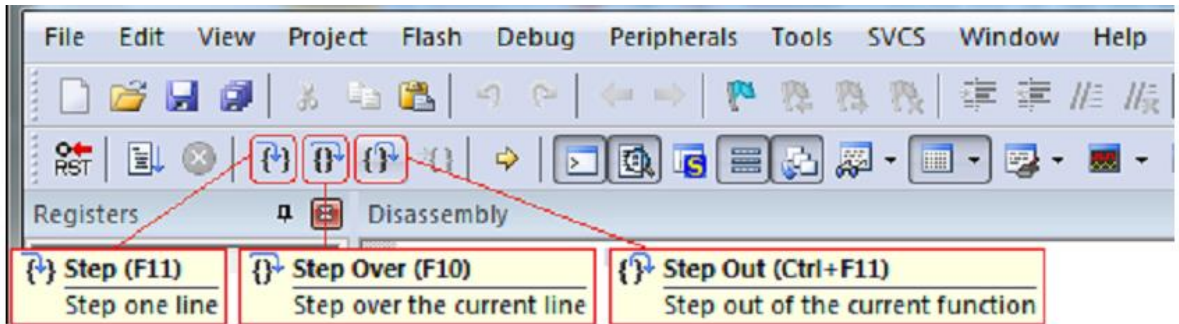 File Edit View Project Flash Debug Peripherals Tools SVCS Window Help
RST
Registers Disassembly
{} Step (F11)
Step one line
{} Step Over (F10)
Step over the current line
{} Step Out (Ctrl+F11)
Step out of the current function